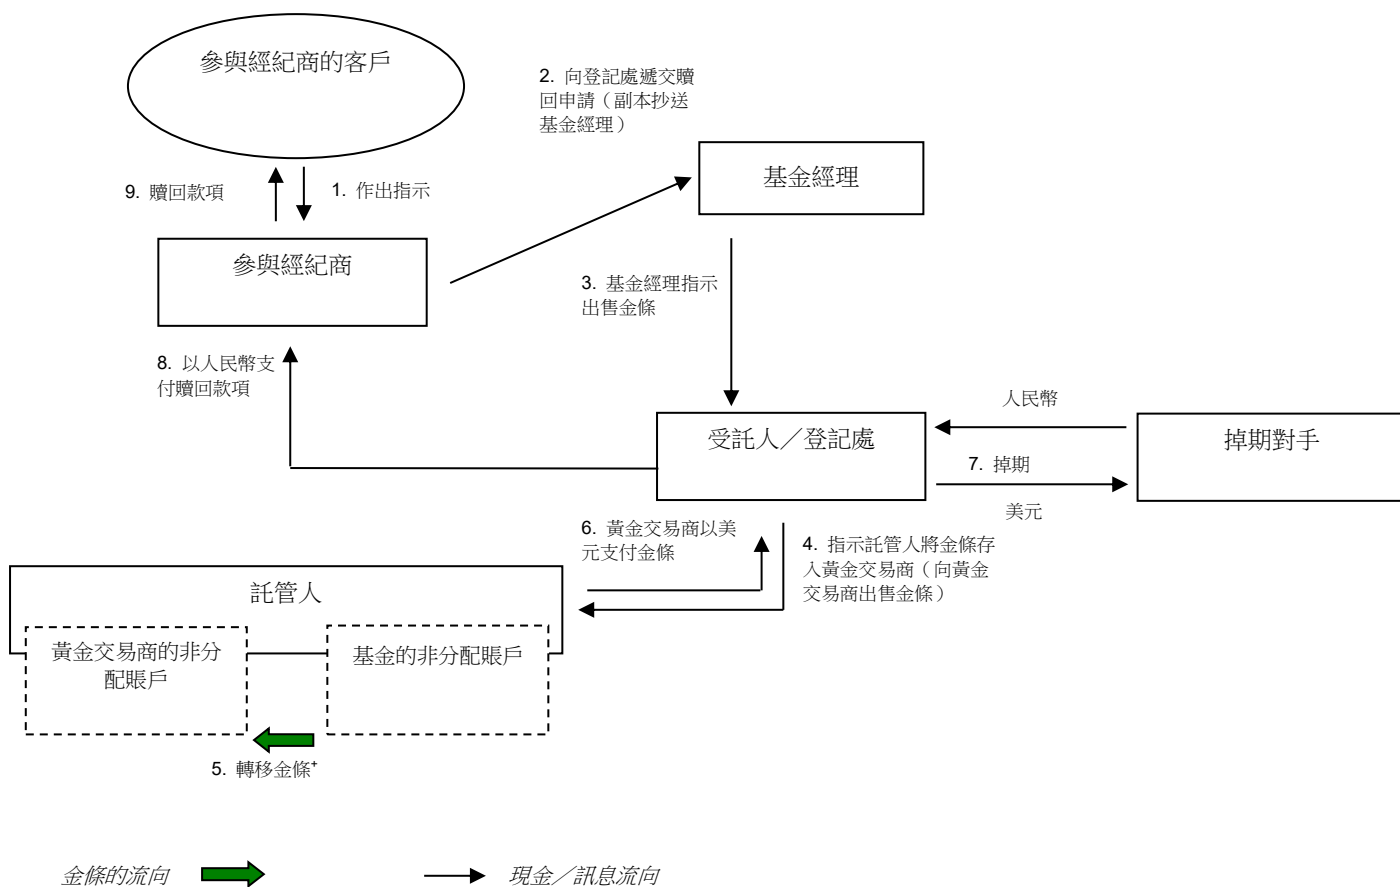 參與經紀商的客戶
2. 向登記處遞交贖
回申請（副本抄送
基金經理）
基金經理
9. 贖回款項
1. 作出指示
參與經紀商
3. 基金經理指示
出售金條
8. 以人民幣支
付贖回款項
人民幣
受託人／登記處
掉期對手
7. 掉期
美元
6. 黃金交易商以美
元支付金條
4. 指示託管人將金條存
入黃金交易商（向黃金
交易商出售金條）
託管人
黃金交易商的非分
配賬戶
基金的非分配賬戶
5. 轉移金條+
金條的流向
現金／訊息流向